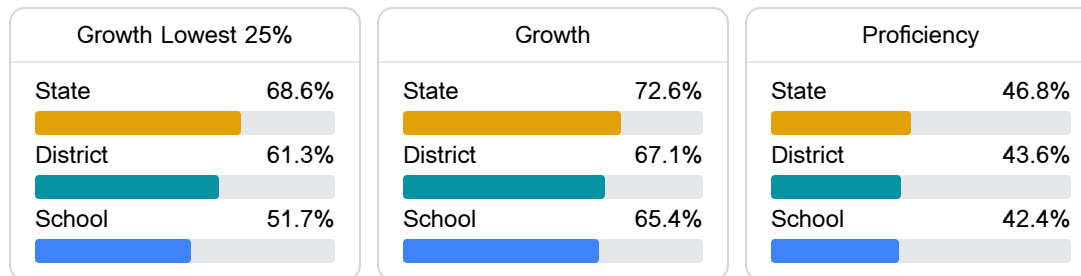 Growth Lowest 25%
State 68.6%
District 61.3%
School 51.7%
Growth
State 72.6%
District 67.1%
School 65.4%
Proficiency
State 46.8%
District 43.6%
School 42.4%